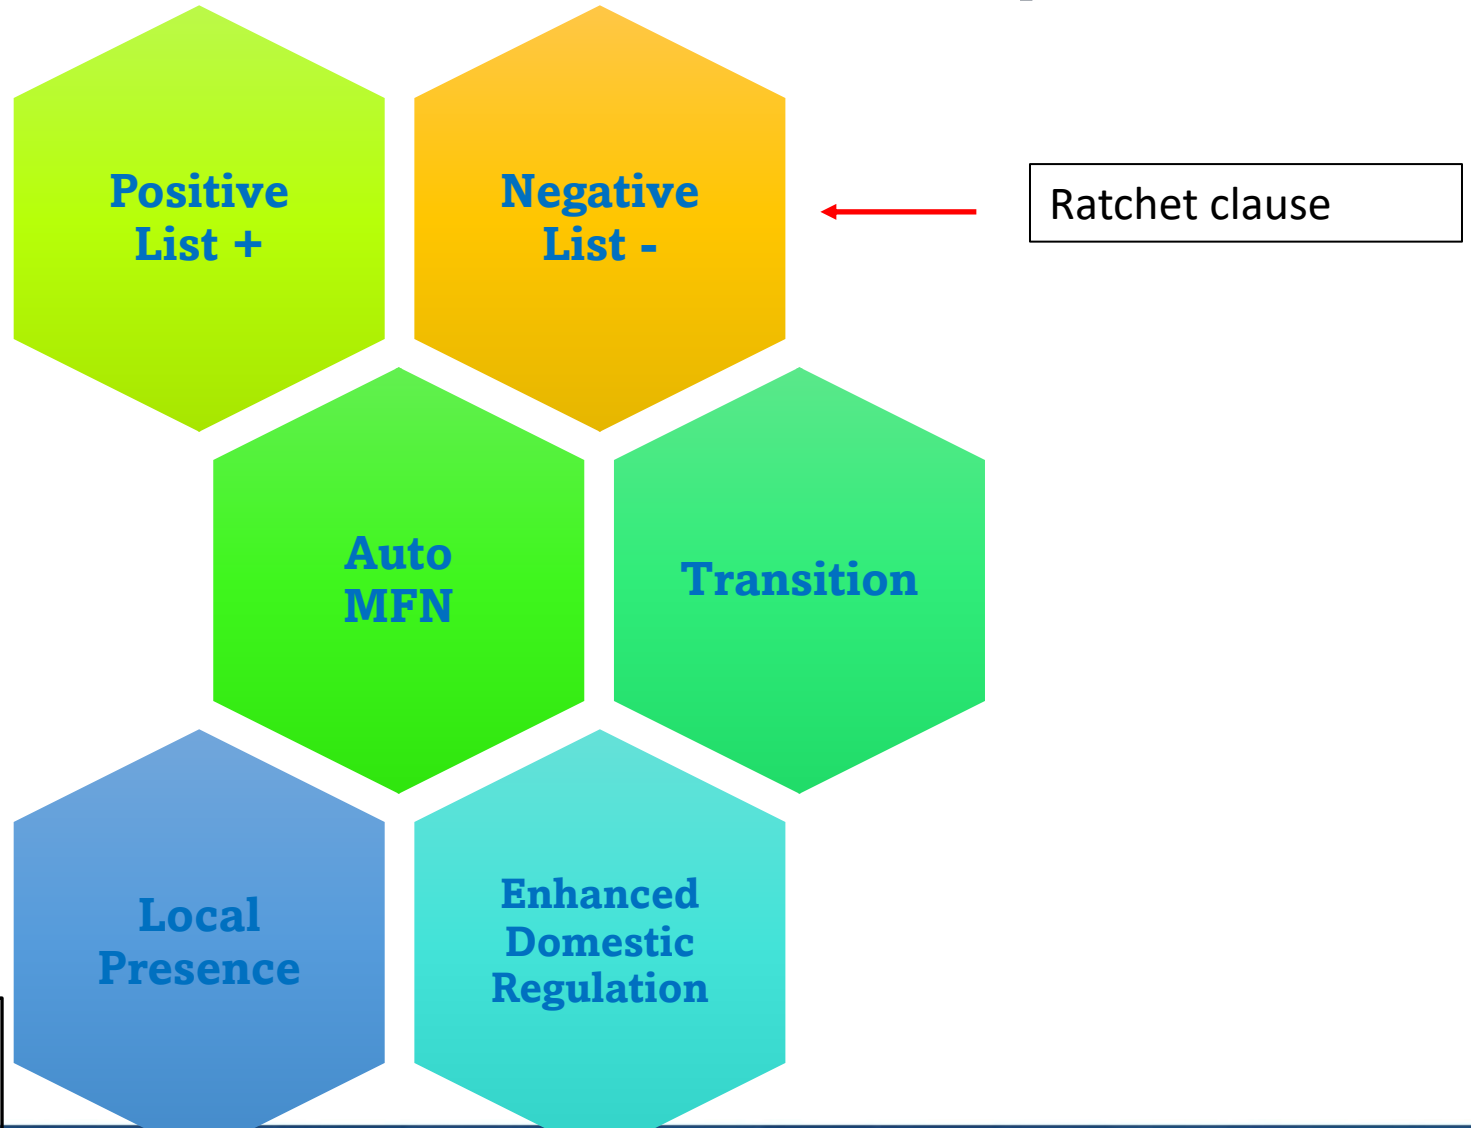 Positive
List +
Negative
List -
Ratchet clause
Auto
MFN
Transition
Local
Presence
Enhanced
Domestic
Regulation